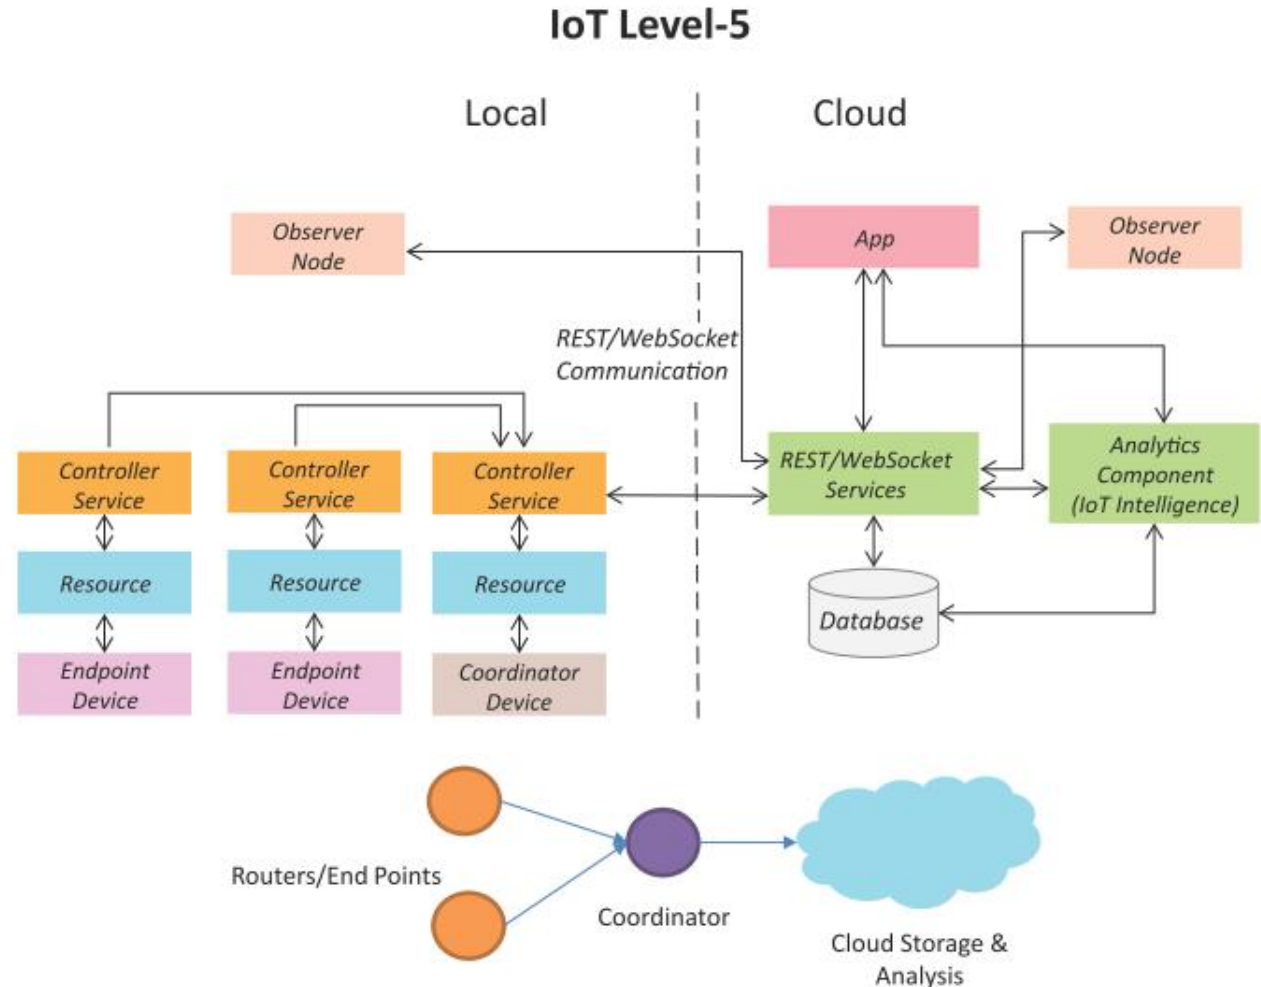 IoT Level-5
Local
Cloud
Observer
Node
App
Observer
Node
REST/WebSocket
Communication
Controller
Service
Controller
Service
Controller
Service
REST/WebSocket
Services
Analytics
Component
(IoT Intelligence)
Resource
Resource
Resource
Database
Endpoint
Device
Endpoint
Device
Coordinator
Device
Routers/End Points
Coordinator
Cloud Storage &
Analysis